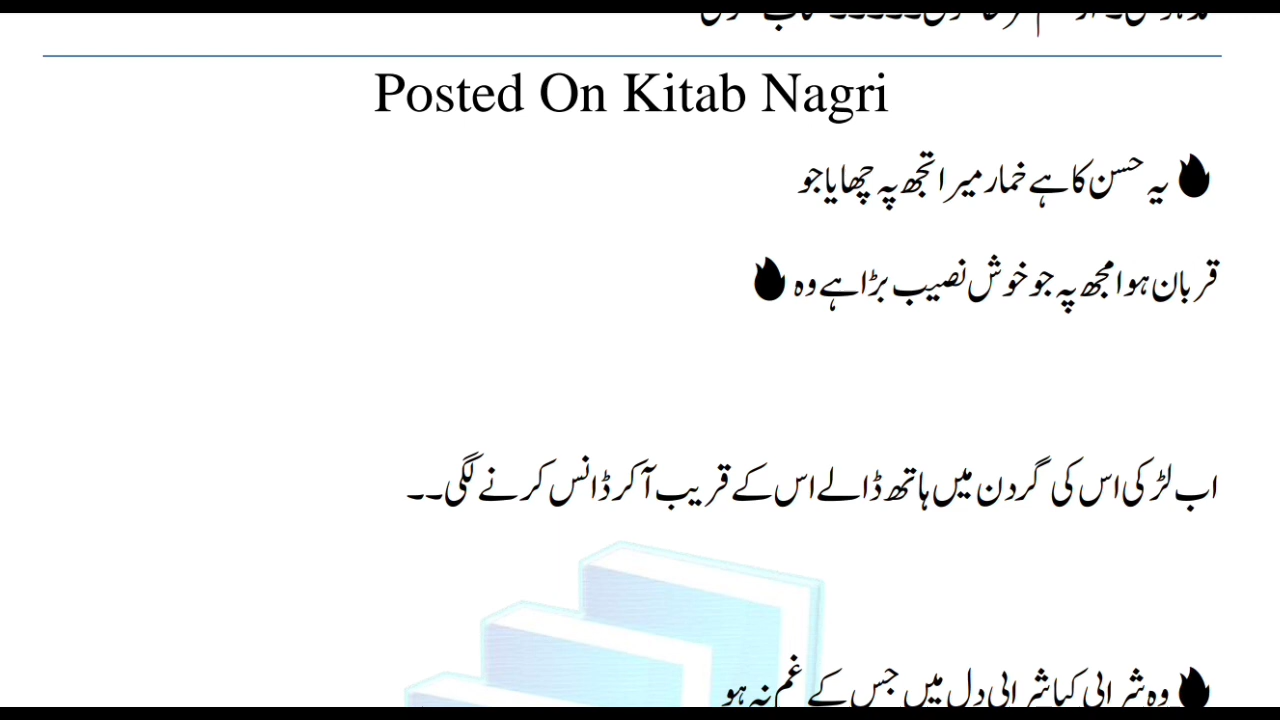 Posted On Kitab Nagri
یہ حسن کا ہے خمار میرا تجھ پہ چھایا جو
قربان ہوا مجھ پہ جو خوش نصیب بڑا ہے وہ
اب لڑکی اس کی گردن میں ہاتھ ڈالے اس کے قریب آ کر ڈانس کرنے لگی۔۔
وہ شرابی کیا شرابی دل میں جس کے غم نہ ہو